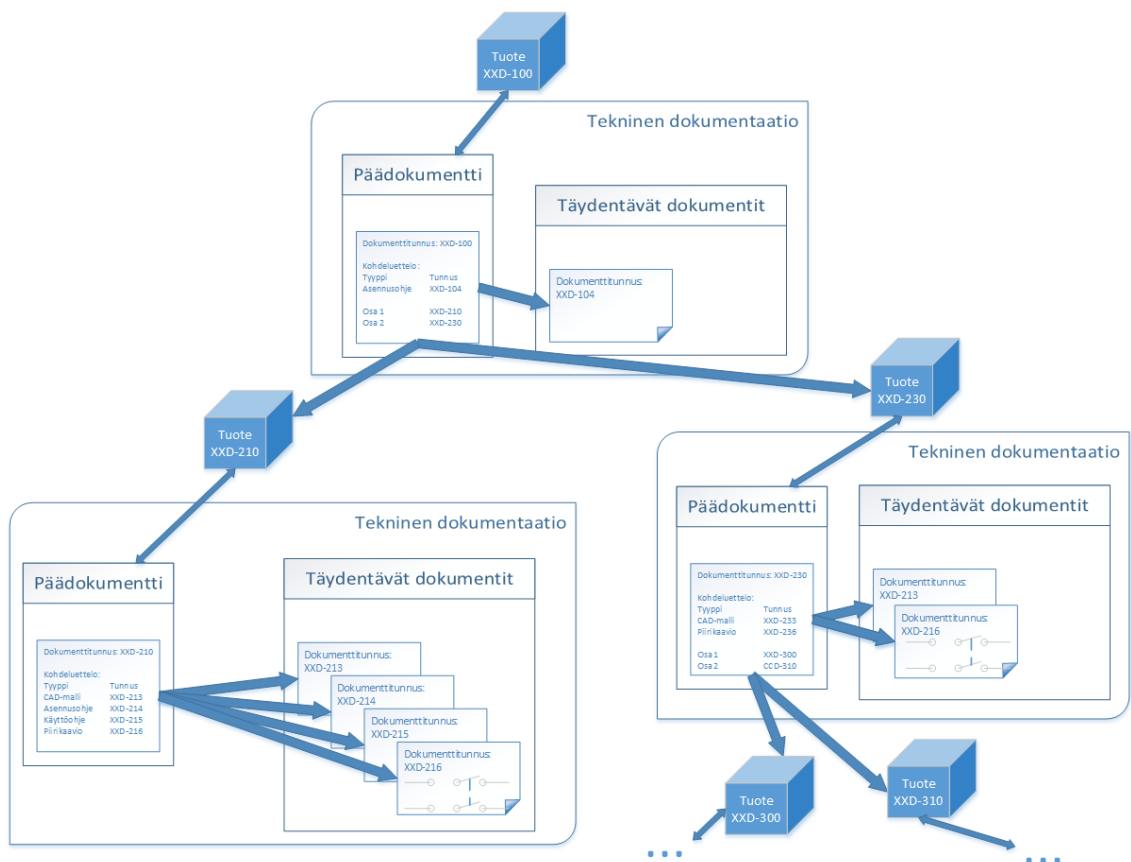 Tuote
XXD-100
Tekninen dokumentaatio
Päädokumentti
Täydentävät dokumentit
Dokumenttitunnus: XXD-100
Kohdeluettelo:
Tyyppi Tunnus
Asennusohje XXD-104
Osa 1 XXD-210
Osa 2 XXD-230
Dokumenttitunnus:
XXD-104
Tuote
XXD-210
Tuote
XXD-230
Tekninen dokumentaatio
Päädokumentti
Täydentävät dokumentit
Dokumenttitunnus: XXD-210
Kohdeluettelo:
Tyyppi Tunnus
CAD-malli XXD-213
Asennusohje XXD-214
Käyttöohje XXD-215
Piirikaavio XXD-216
Dokumenttitunnus:
XXD-213
Dokumenttitunnus:
XXD-214
Dokumenttitunnus:
XXD-215
Dokumenttitunnus:
XXD-216
Tekninen dokumentaatio
Päädokumentti
Täydentävät dokumentit
Dokumenttitunnus: XXD-230
Kohdeluettelo:
Tyyppi Tunnus
CAD-malli XXD-233
Piirikaavio XXD-236
Osa 1 XXD-300
Osa 2 CCD-310
Dokumenttitunnus:
XXD-213
Dokumenttitunnus:
XXD-216
Tuote
XXD-300
Tuote
XXD-310
...
...